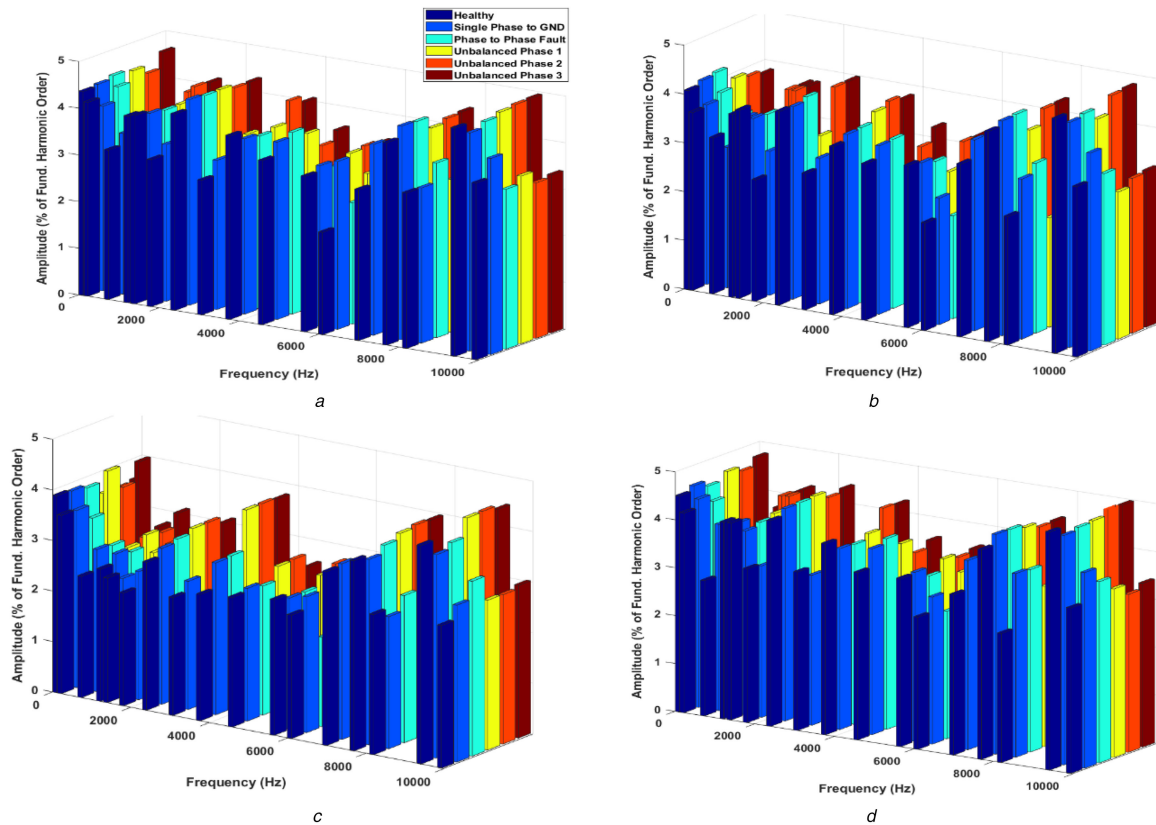 Healthy
Single Phase to GND
Phase to Phase Fault
Unbalanced Phase 1
Unbalanced Phase 2
Unbalanced Phase 3
Amplitude (% of Fund. Harmonic Order)
5
4
3
2
1
0
0
2000
4000
6000
8000
10000
Frequency (Hz)
a
Amplitude (% of Fund. Harmonic Order)
5
4
3
2
1
0
0
2000
4000
6000
8000
10000
Frequency (Hz)
b
Amplitude (% of Fund. Harmonic Order)
5
4
3
2
1
0
0
2000
4000
6000
8000
10000
Frequency (Hz)
c
Amplitude (% of Fund. Harmonic Order)
5
4
3
2
1
0
0
2000
4000
6000
8000
10000
Frequency (Hz)
d